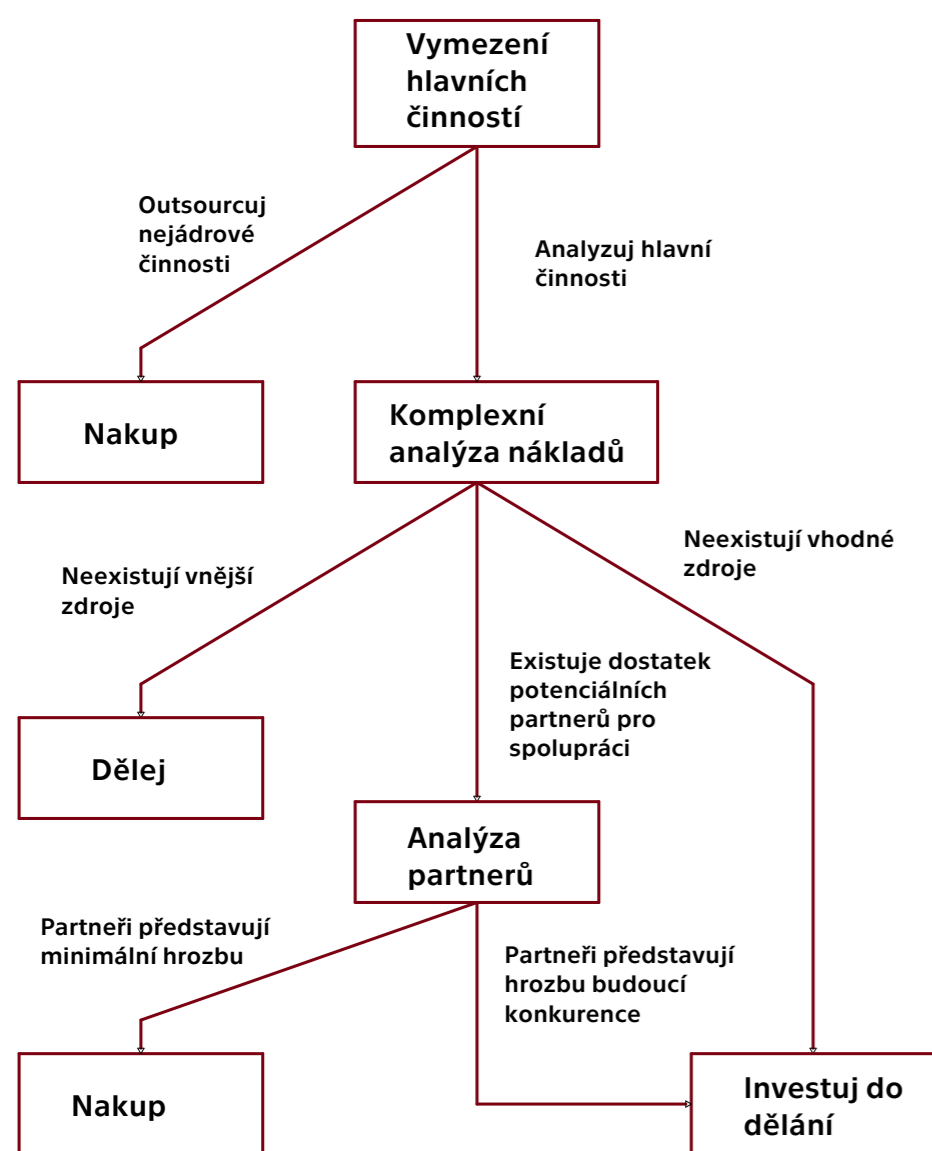 Vymezení
hlavních
činností
Outsourcuj
nejádrové
činnosti
Analyzuj hlavní
činnosti
Nakup
Komplexní
analýza nákladů
Neexistují vnější
zdroje
Neexistují vhodné
zdroje
Existuje dostatek
potenciálních
partnerů pro
spolupráci
Dělej
Analýza
partnerů
Partneři představují
minimální hrozbu
Partneři představují
hrozbu budoucí
konkurence
Nakup
Investuj do
dělání